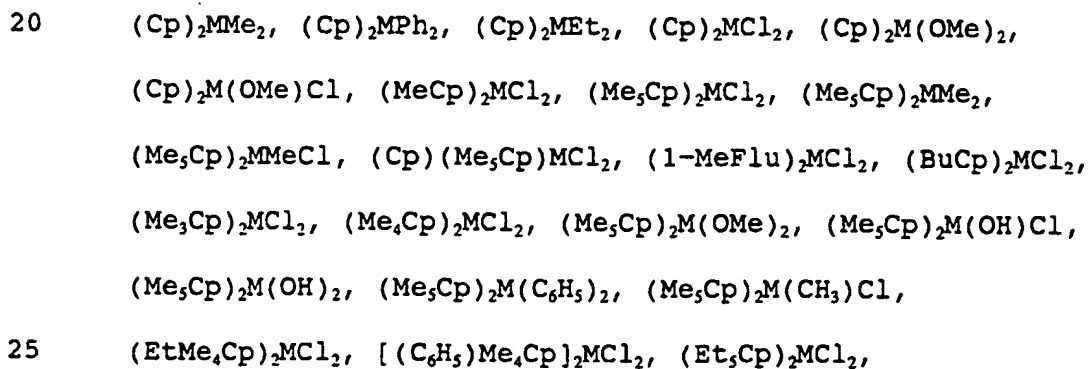 20 (Cp)₂MMe₂, (Cp)₂MPh₂, (Cp)₂MEt₂, (Cp)₂MCl₂, (Cp)₂M(OMe)₂,
(Cp)₂M(OMe)Cl, (MeCp)₂MCl₂, (Me₅Cp)₂MCl₂, (Me₅Cp)₂MMe₂,
(Me₅Cp)₂MMeCl, (Cp)(Me₅Cp)MCl₂, (1-MeFlu)₂MCl₂, (BuCp)₂MCl₂,
(Me₃Cp)₂MCl₂, (Me₄Cp)₂MCl₂, (Me₅Cp)₂M(OMe)₂, (Me₅Cp)₂M(OH)Cl,
(Me₅Cp)₂M(OH)₂, (Me₅Cp)₂M(C₆H₅)₂, (Me₅Cp)₂M(CH₃)Cl,
25 (EtMe₄Cp)₂MCl₂, [(C₆H₅)Me₄Cp]₂MCl₂, (Et₅Cp)₂MCl₂,